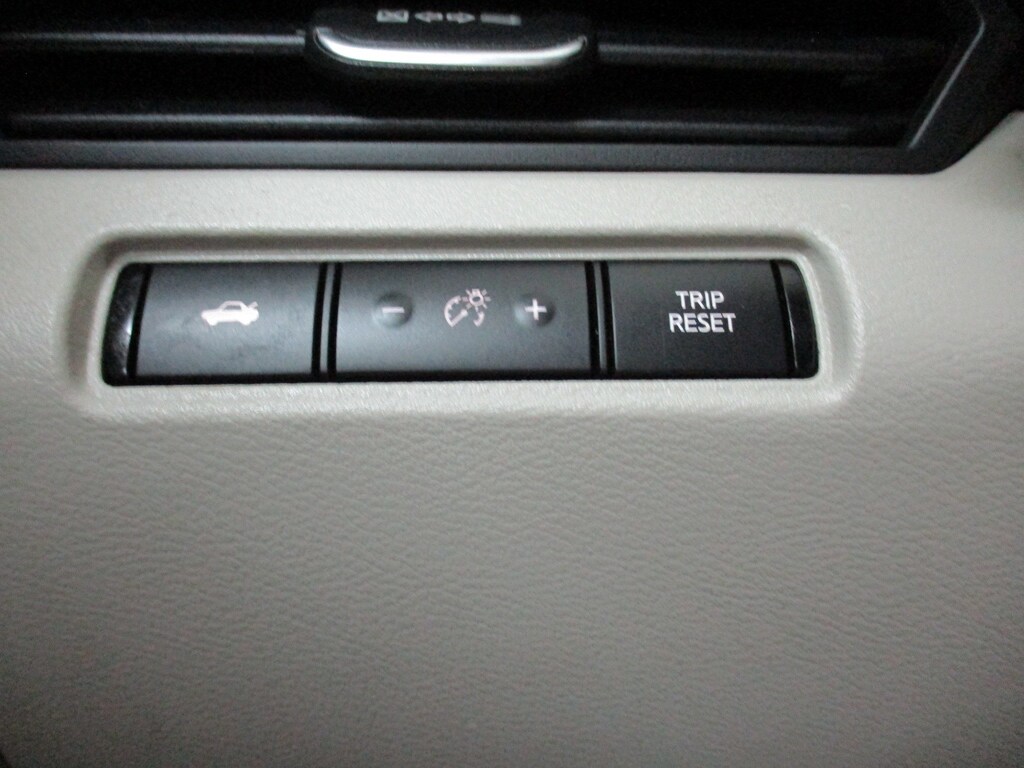 - +
TRIP
RESET